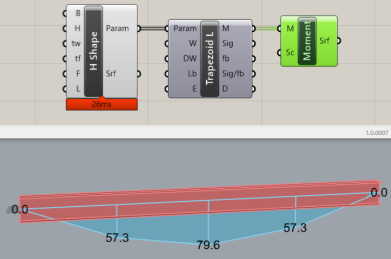 B
H
tw
tf
F
L
H Shape
Param
Srf
26ms
Param
W
DW
Lb
E
Trapezoid L
M
Sig
fb
Sig/fb
D
M
Sc
Moment
Srf
1.0.0007
0.0
57.3
79.6
57.3
0.0